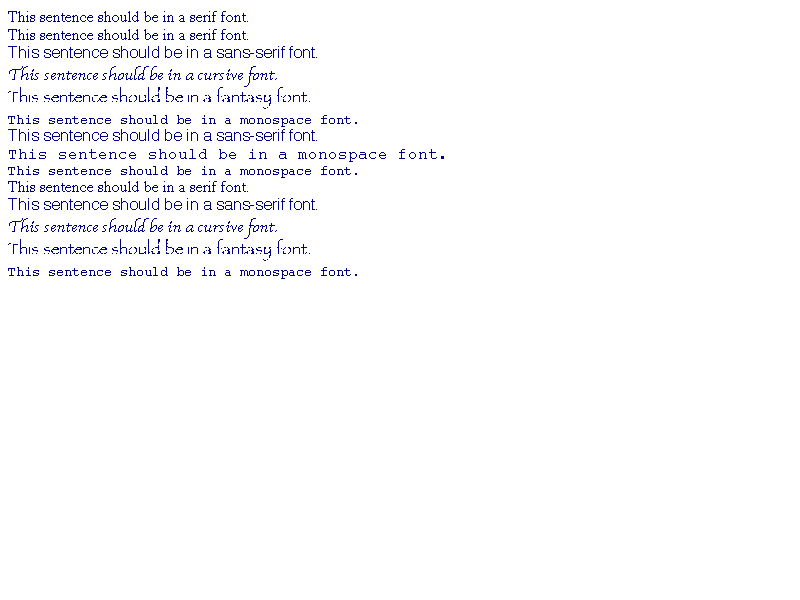 This sentence should be in a serif font.
This sentence should be in a serif font.
This sentence should be in a sans-serif font.
This sentence should be in a cursive font.
This sentence should be in a fantasy font.
This sentence should be in a monospace font.
This sentence should be in a sans-serif font.
This sentence should be in a monospace font.
This sentence should be in a monospace font.
This sentence should be in a serif font.
This sentence should be in a sans-serif font.
This sentence should be in a cursive font.
This sentence should be in a fantasy font.
This sentence should be in a monospace font.